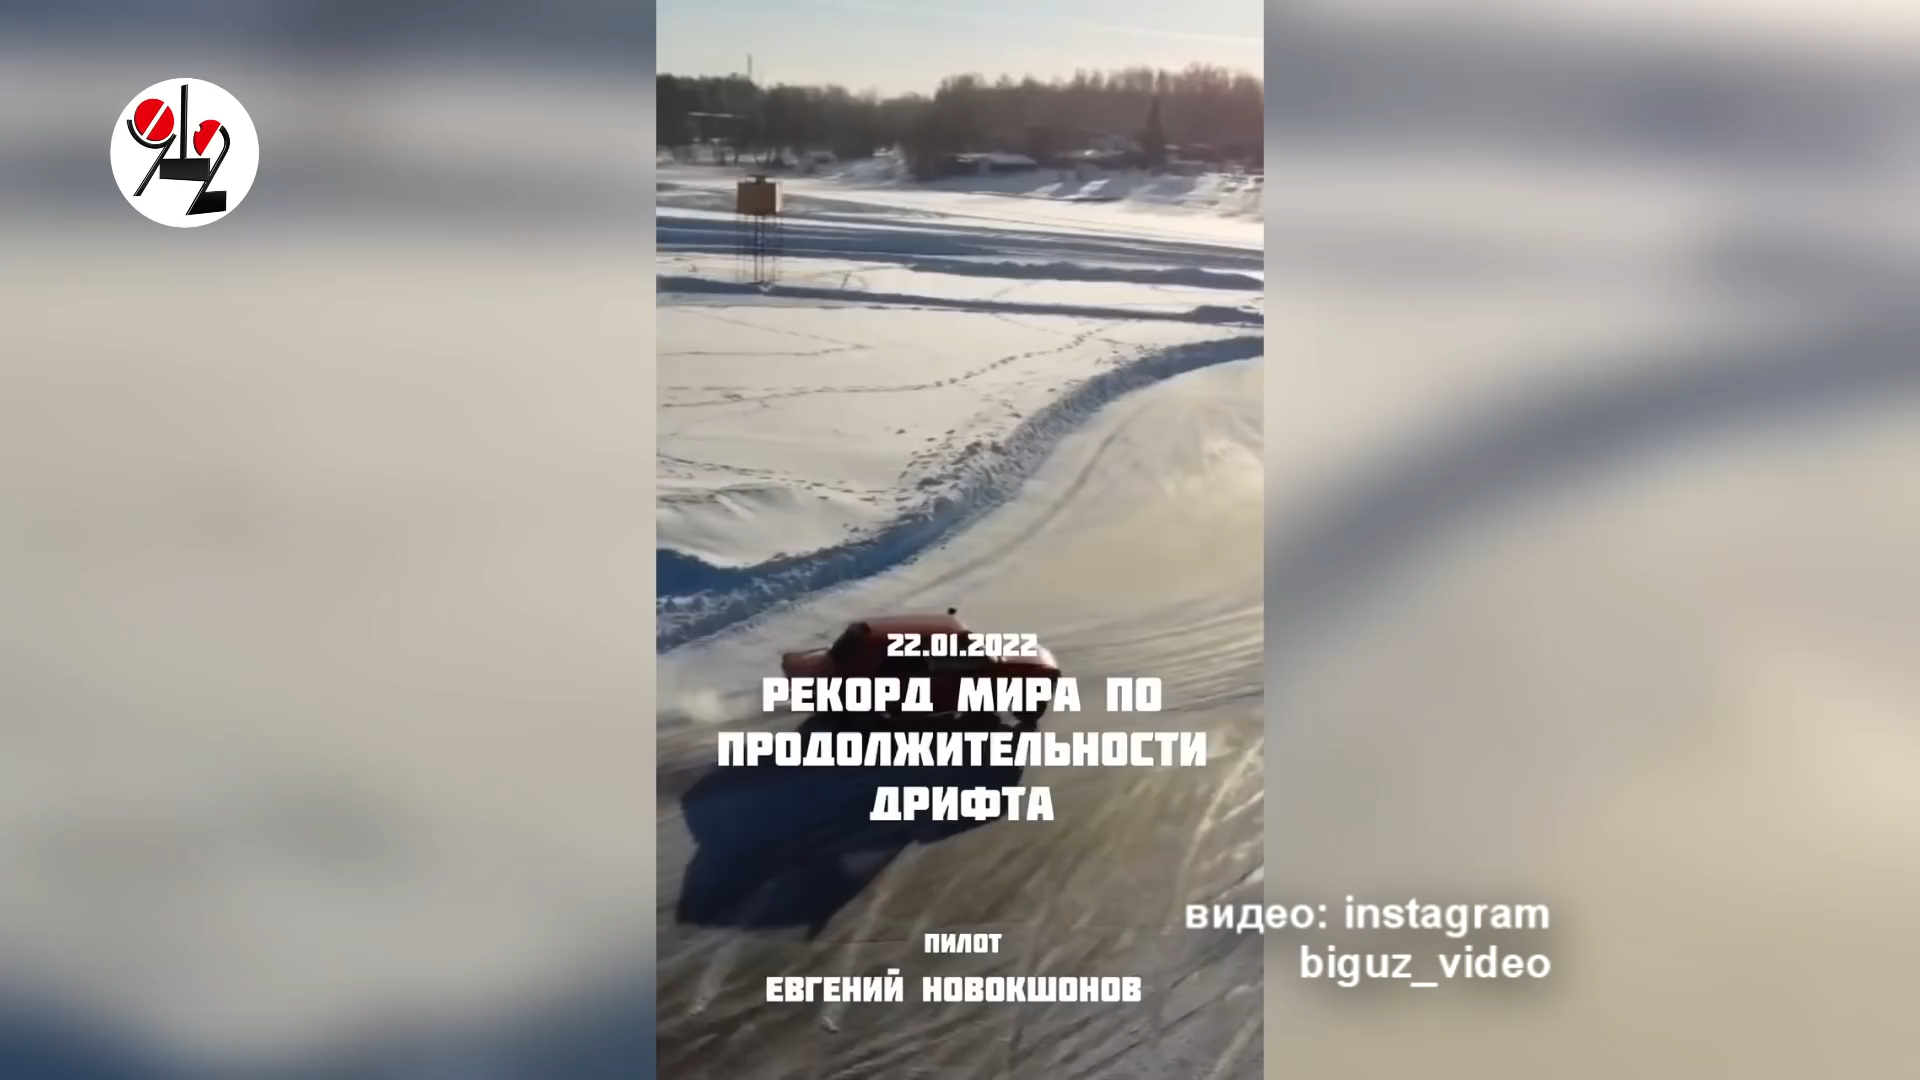 22.01.2022
РЕКОРД МИРА ПО
ПРОДОЛЖИТЕЛЬНОСТИ
ДРИФТА
ПИЛОТ
ЕВГЕНИЙ НОВОКШОНОВ
видео: instagram
biguz_video